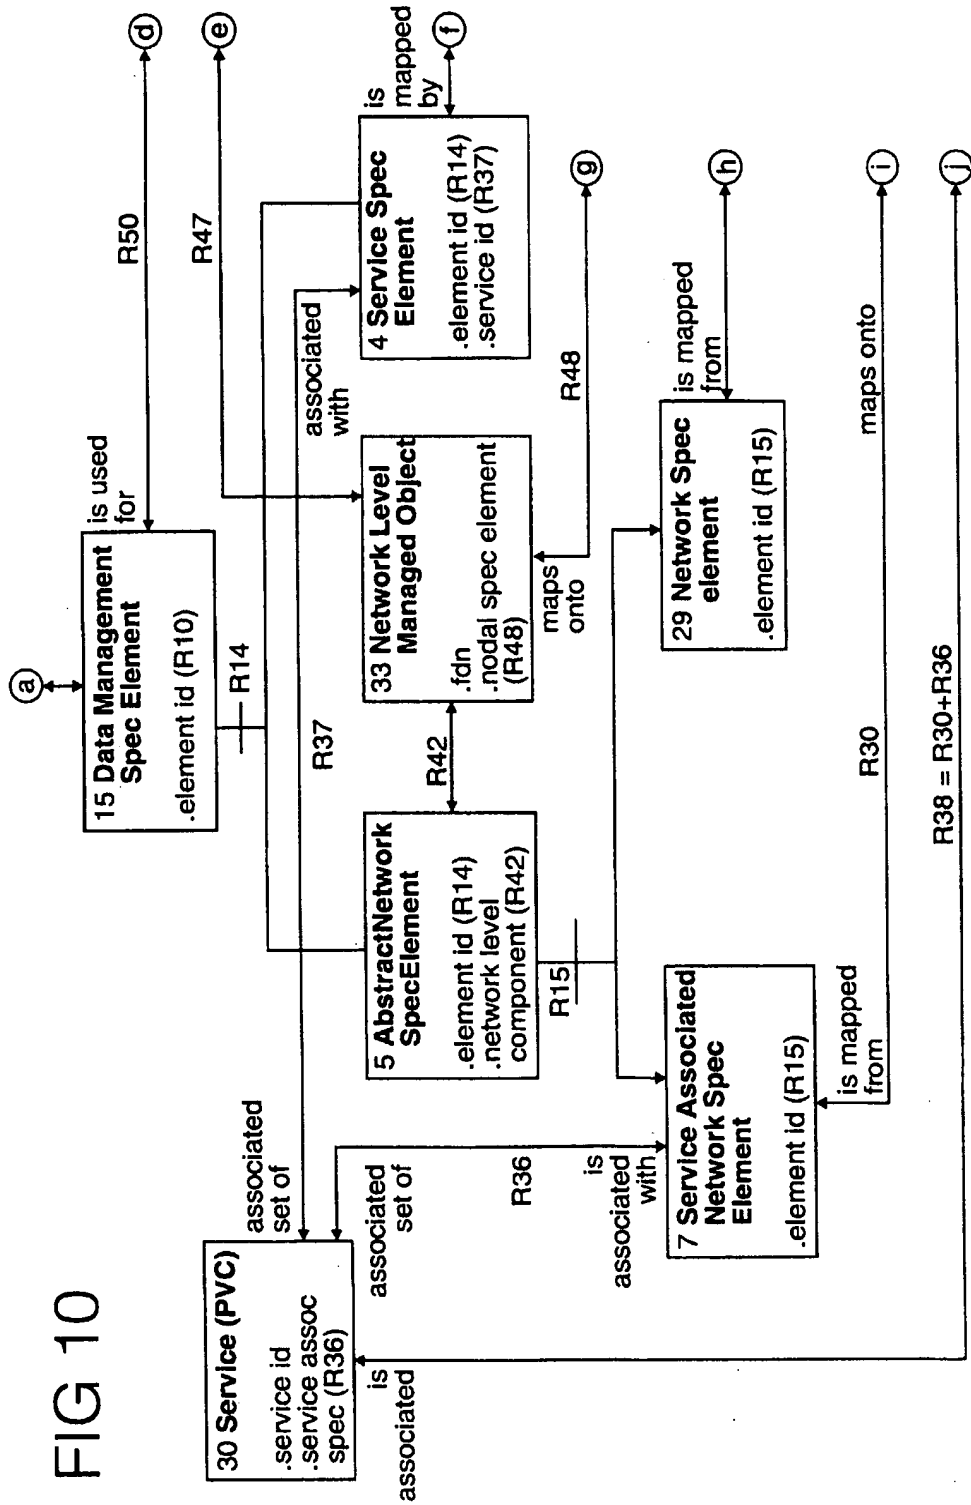 FIG 10
a
15 Data Management
Spec Element
.element id (R10)
is used
for
R50
d
R14
R47
e
30 Service (PVC)
.service id
.service assoc
spec (R36)
associated
set of
R37
associated
with
associated
set of
is
associated
5 AbstractNetwork
SpecElement
.element id (R14)
.network level
component (R42)
R42
33 Network Level
Managed Object
.fdn
.nodal spec element
(R48)
4 Service Spec
Element
.element id (R14)
.service id (R37)
is
mapped
by
f
R36
is
associated
with
R15
maps
onto
R48
g
7 Service Associated
Network Spec
Element
.element id (R15)
29 Network Spec
element
.element id (R15)
is mapped
from
h
is mapped
from
R30
maps onto
i
R38 = R30+R36
j